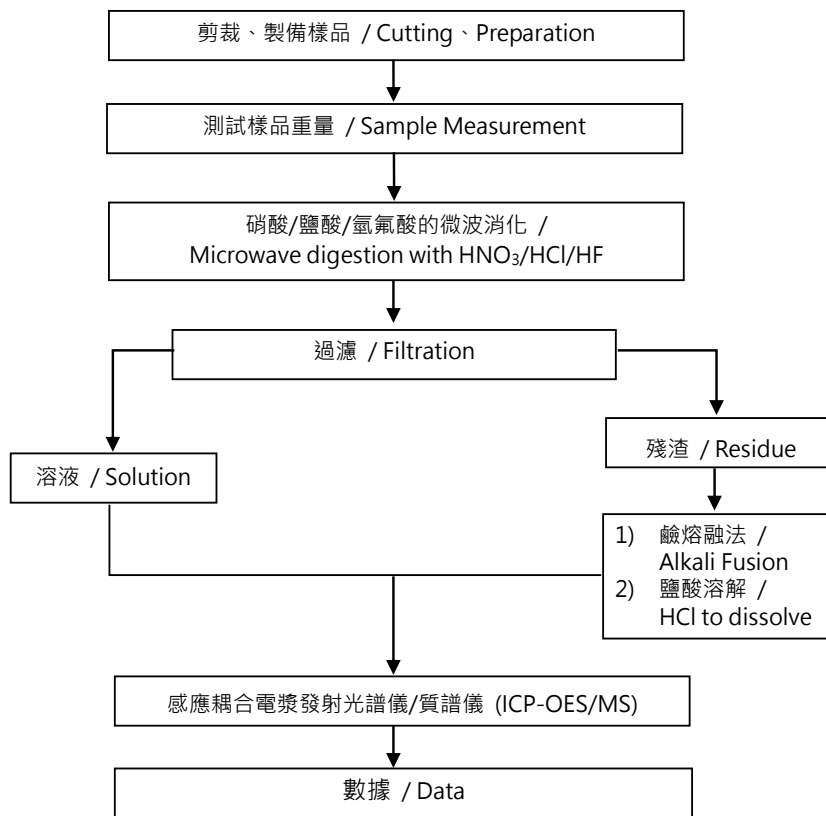 剪裁、製備樣品 / Cutting、Preparation
測試樣品重量 / Sample Measurement
硝酸/鹽酸/氫氟酸的微波消化 /
Microwave digestion with HNO₃/HCl/HF
過濾 / Filtration
溶液 / Solution
殘渣 / Residue
1) 鹼熔融法 /
Alkali Fusion
2) 鹽酸溶解 /
HCl to dissolve
感應耦合電漿發射光譜儀/質譜儀 (ICP-OES/MS)
數據 / Data